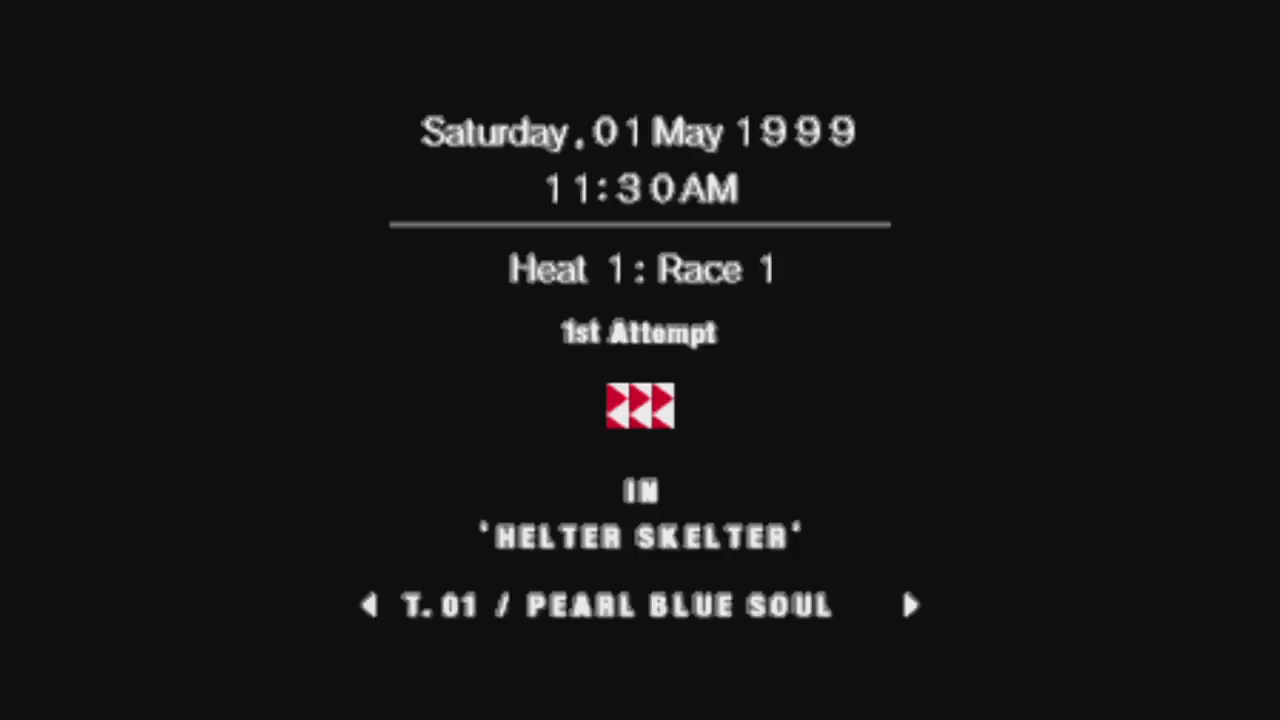 Saturday, 01 May 1999
11:30AM
Heat 1: Race 1
1st Attempt
IN
'HELTER SKELTER'
T.01 / PEARL BLUE SOUL